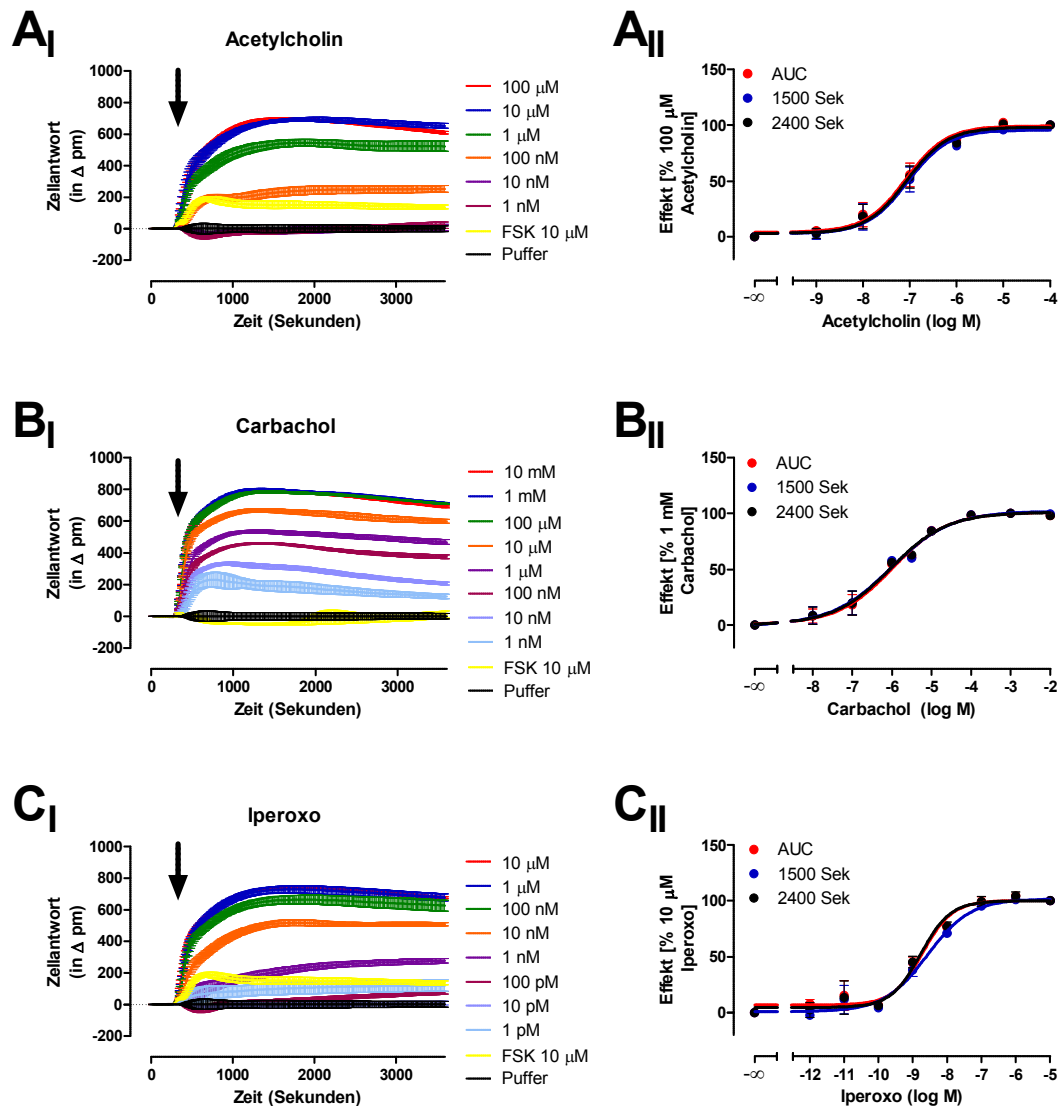 AI
Acetylcholin
1000
800
600
400
200
0
-200
Zellantwort
(in Δ pm)
0
1000
2000
3000
Zeit (Sekunden)
100 μM
10 μM
1 μM
100 nM
10 nM
1 nM
FSK 10 μM
Puffer
AII
150
100
50
0
Effekt [% 100 μM
Acetylcholin]
AUC
1500 Sek
2400 Sek
-∞
-9
-8
-7
-6
-5
-4
Acetylcholin (log M)
BI
Carbachol
1000
800
600
400
200
0
-200
Zellantwort
(in Δ pm)
0
1000
2000
3000
Zeit (Sekunden)
10 mM
1 mM
100 μM
10 μM
1 μM
100 nM
10 nM
1 nM
FSK 10 μM
Puffer
BII
150
100
50
0
Effekt [% 1 mM
Carbachol]
AUC
1500 Sek
2400 Sek
-∞
-8
-7
-6
-5
-4
-3
-2
Carbachol (log M)
CI
Iperoxo
1000
800
600
400
200
0
-200
Zellantwort
(in Δ pm)
0
1000
2000
3000
Zeit (Sekunden)
10 μM
1 μM
100 nM
10 nM
1 nM
100 pM
10 pM
1 pM
FSK 10 μM
Puffer
CII
150
100
50
0
Effekt [% 10 μM
Iperoxo]
AUC
1500 Sek
2400 Sek
-∞
-12
-11
-10
-9
-8
-7
-6
-5
Iperoxo (log M)